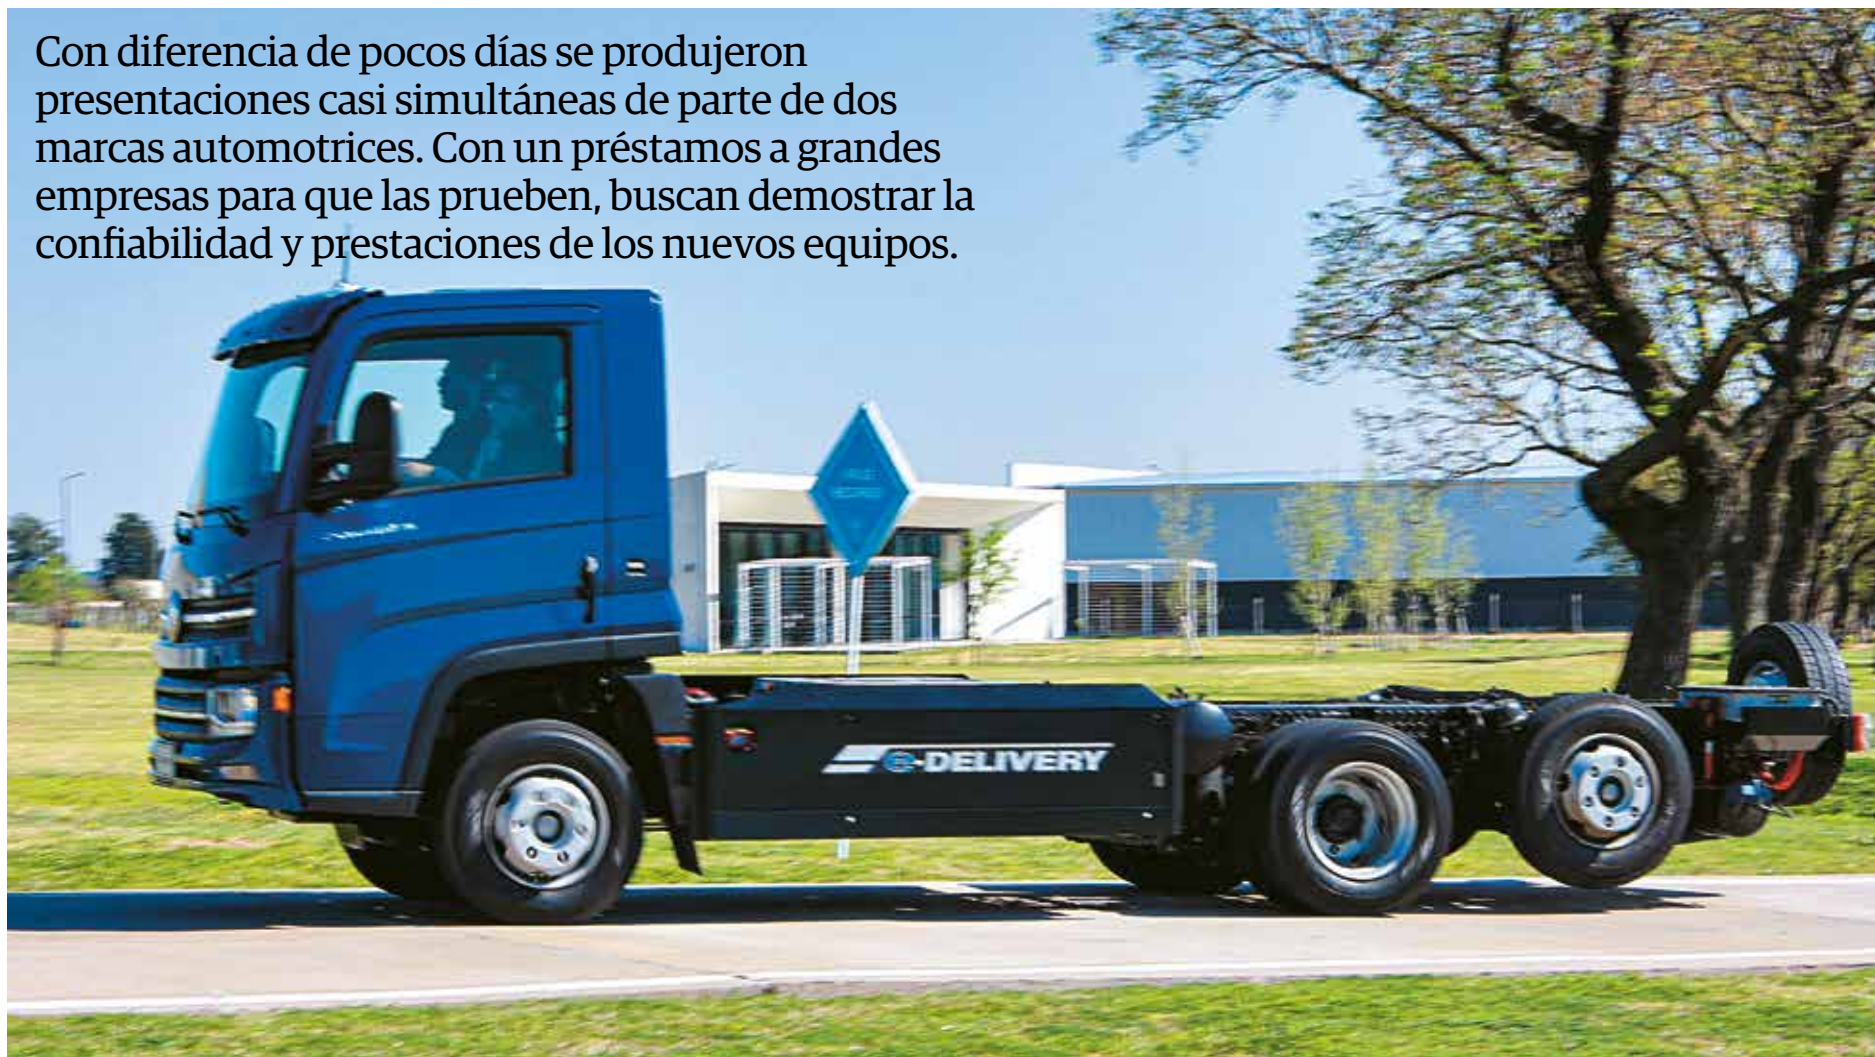 Con diferencia de pocos días se produjeron
presentaciones casi simultáneas de parte de dos
marcas automotrices. Con un préstamos a grandes
empresas para que las prueben, buscan demostrar la
confiabilidad y prestaciones de los nuevos equipos.
e-DELIVERY